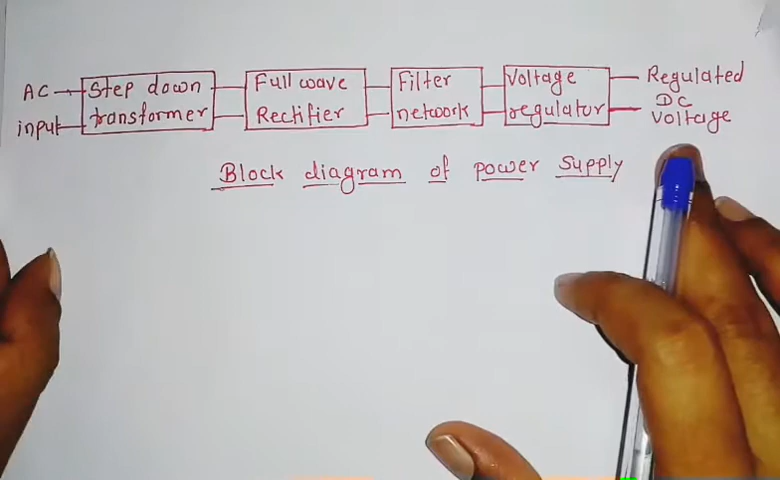 AC
input
Step down
transformer
Full wave
Rectifier
Filter
network
Voltage
regulator
Regulated
DC
Voltage
Block diagram of power supply